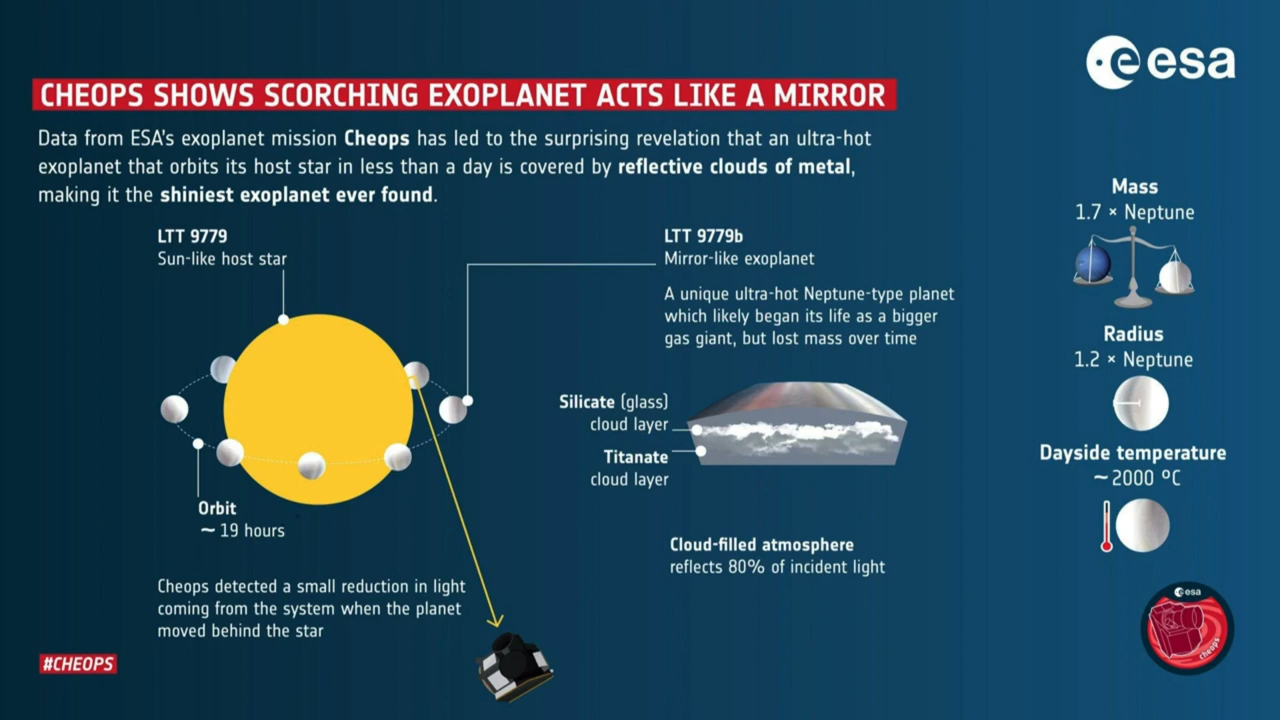 esa
CHEOPS SHOWS SCORCHING EXOPLANET ACTS LIKE A MIRROR
Data from ESA's exoplanet mission Cheops has led to the surprising revelation that an ultra-hot
exoplanet that orbits its host star in less than a day is covered by reflective clouds of metal,
making it the shiniest exoplanet ever found.
LTT 9779
Sun-like host star
Orbit
~ 19 hours
Cheops detected a small reduction in light
coming from the system when the planet
moved behind the star
LTT 9779b
Mirror-like exoplanet
A unique ultra-hot Neptune-type planet
which likely began its life as a bigger
gas giant, but lost mass over time
Silicate (glass)
cloud layer
Titanate
cloud layer
Cloud-filled atmosphere
reflects 80% of incident light
Mass
1.7 × Neptune
Radius
1.2 × Neptune
Dayside temperature
~ 2000 °C
#CHEOPS
esa
cheops